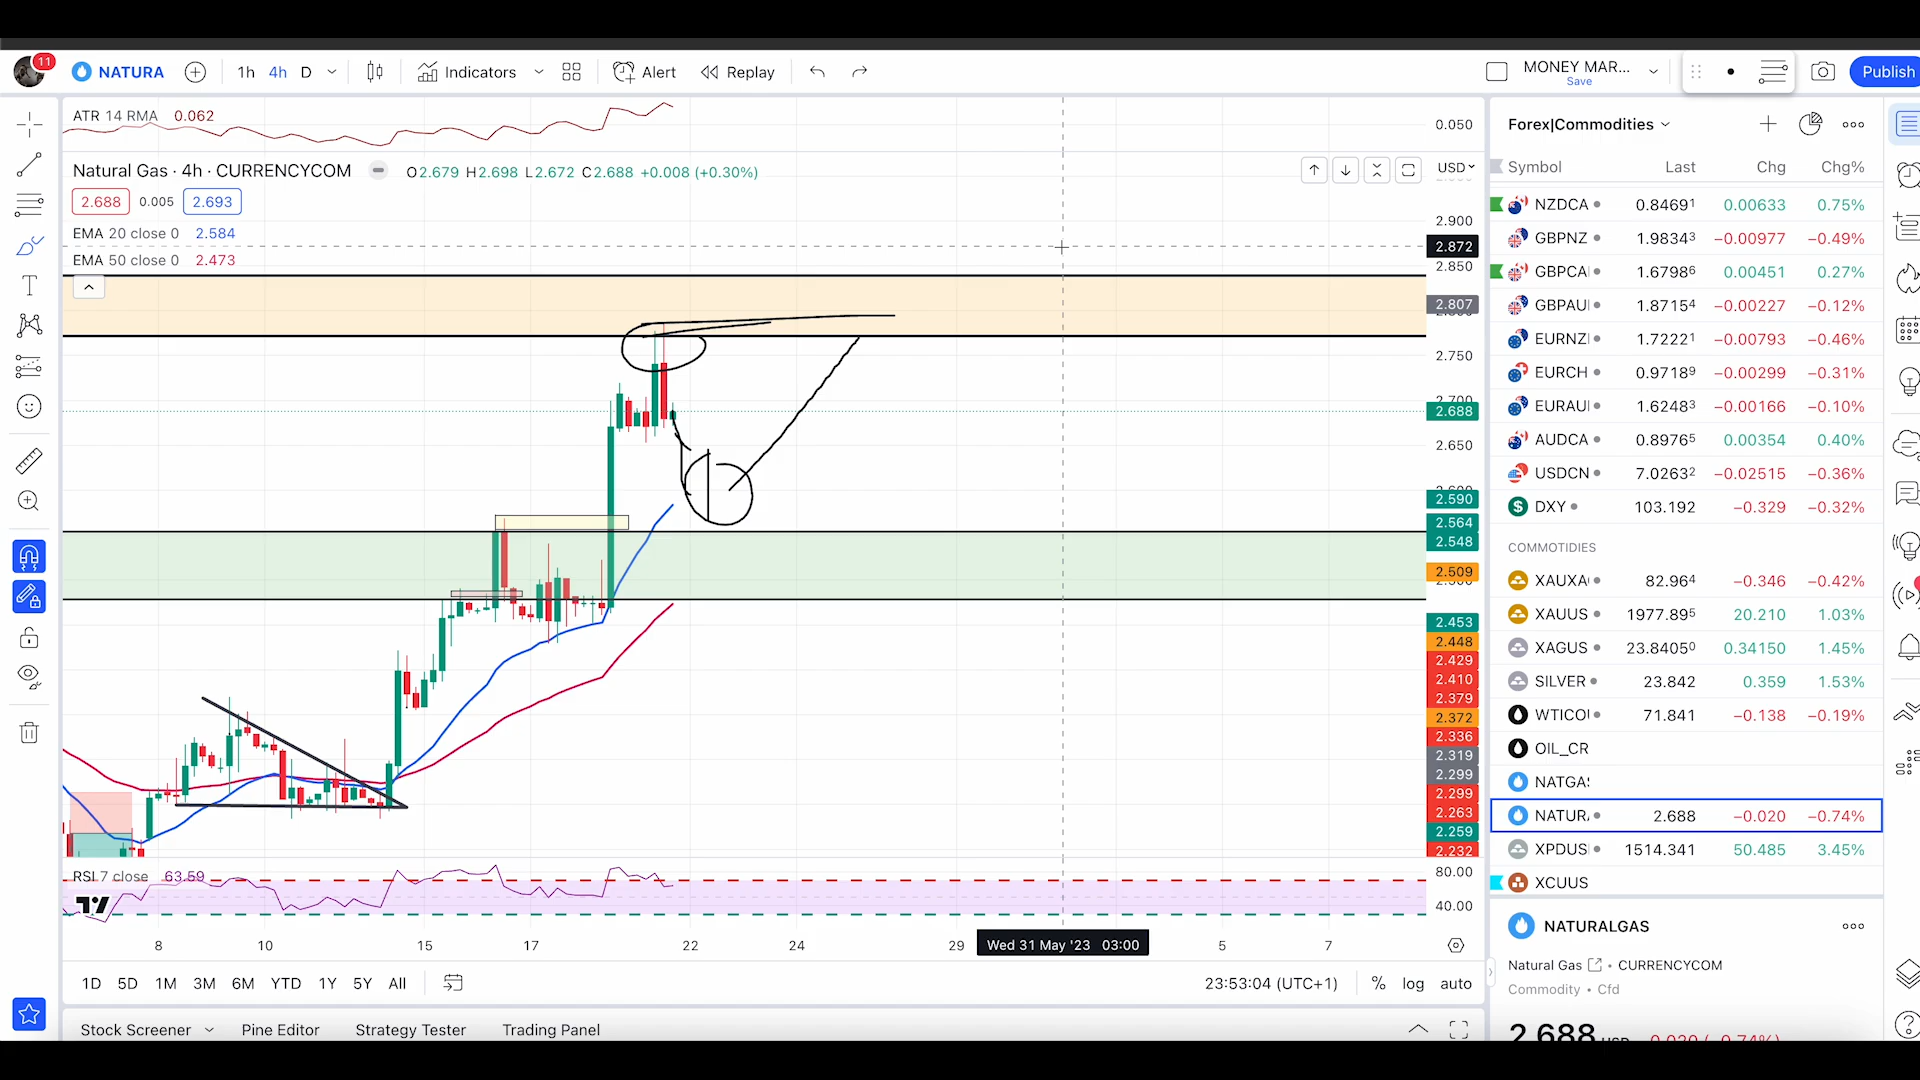 11
NATURA
1h 4h D
Indicators
Alert
Replay
MONEY MAR...
Save
Publish
ATR 14 RMA 0.062
0.050
Natural Gas · 4h · CURRENCYCOM
O2.679 H2.698 L2.672 C2.688 +0.008 (+0.30%)
USD
2.688 0.005 2.693
EMA 20 close 0 2.584
EMA 50 close 0 2.473
2.900
2.872
2.850
2.807
2.750
2.700
2.688
2.650
2.590
2.564
2.548
2.509
2.453
2.448
2.429
2.410
2.379
2.372
2.336
2.319
2.299
2.299
2.263
2.259
2.232
RSI 7 close 63.59
80.00
40.00
8 10 15 17 22 24 29 Wed 31 May '23 03:00 5 7
1D 5D 1M 3M 6M YTD 1Y 5Y All
23:53:04 (UTC+1) % log auto
Stock Screener Pine Editor Strategy Tester Trading Panel
Forex|Commodities
Symbol Last Chg Chg%
NZDCA 0.84691 0.00633 0.75%
GBPNZ 1.98343 −0.00977 −0.49%
GBPCA 1.67986 0.00451 0.27%
GBPAU 1.87154 −0.00227 −0.12%
EURNZ 1.72221 −0.00793 −0.46%
EURCH 0.97189 −0.00299 −0.31%
EURAU 1.62483 −0.00166 −0.10%
AUDCA 0.89765 0.00354 0.40%
USDCN 7.02632 −0.02515 −0.36%
DXY 103.192 −0.329 −0.32%
COMMOTIDIES
XAUXA 82.964 −0.346 −0.42%
XAUUS 1977.895 20.210 1.03%
XAGUS 23.84050 0.34150 1.45%
SILVER 23.842 0.359 1.53%
WTICO 71.841 −0.138 −0.19%
OIL_CR
NATGAS
NATUR 2.688 −0.020 −0.74%
XPDUS 1514.341 50.485 3.45%
XCUUS
NATURALGAS
Natural Gas • CURRENCYCOM
Commodity • Cfd
2.688 USD −0.020 (−0.74%)